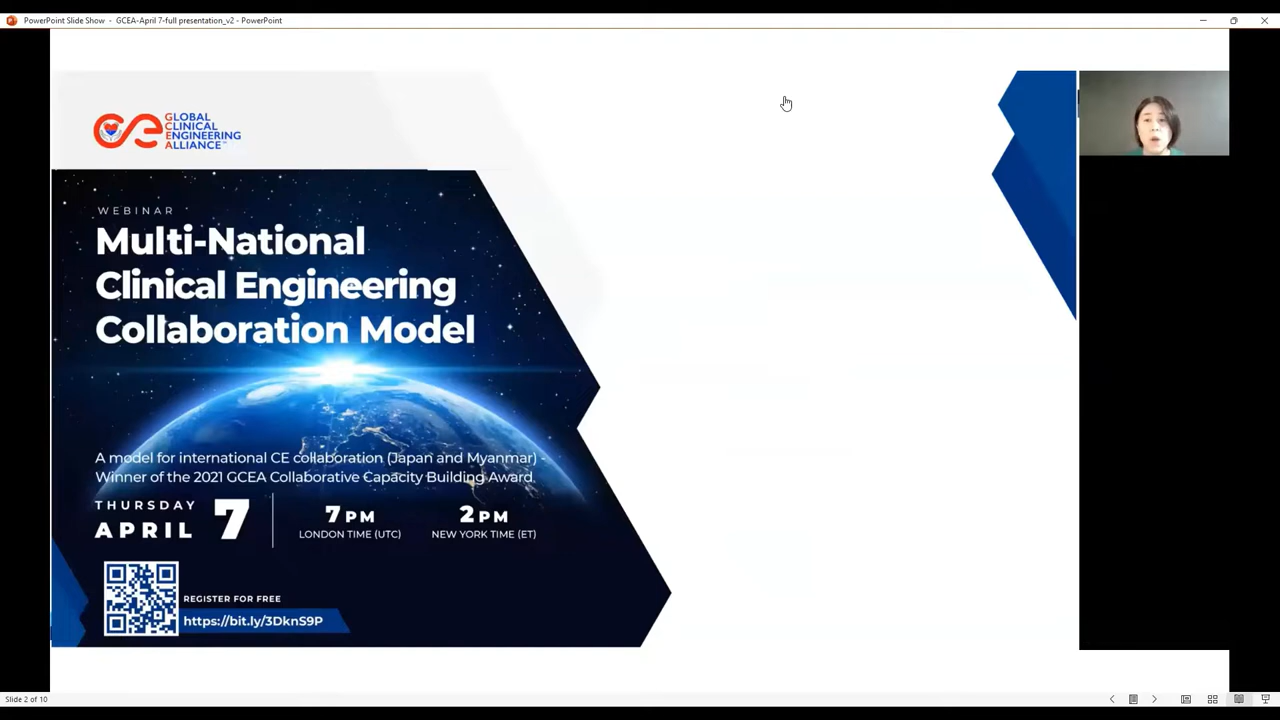 PowerPoint Slide Show - GCEA-April 7-full presentation_v2 - PowerPoint
GLOBAL
CLINICAL
ENGINEERING
ALLIANCE™
WEBINAR
Multi-National
Clinical Engineering
Collaboration Model
A model for international CE collaboration (Japan and Myanmar) -
Winner of the 2021 GCEA Collaborative Capacity Building Award
THURSDAY
APRIL 7
7 PM
LONDON TIME (UTC)
2 PM
NEW YORK TIME (ET)
REGISTER FOR FREE
https://bit.ly/3DknS9P
Slide 2 of 10